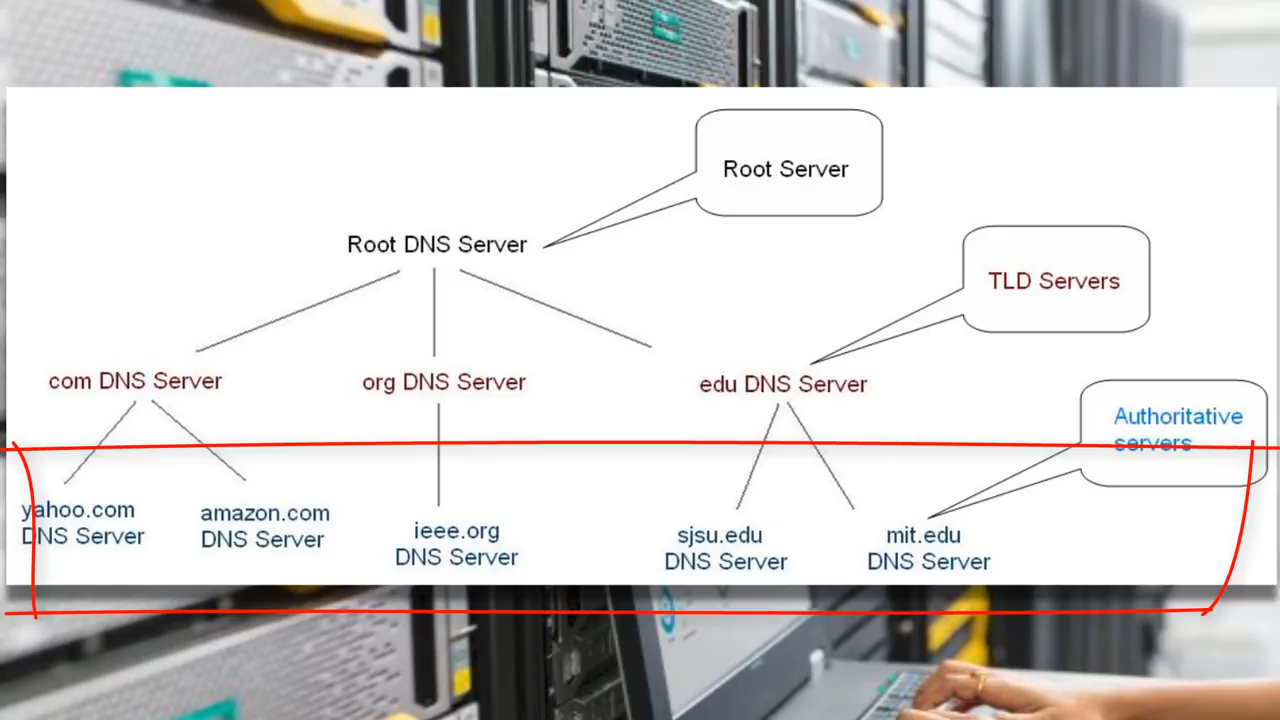 Root Server
Root DNS Server
TLD Servers
com DNS Server
org DNS Server
edu DNS Server
Authoritative
servers
yahoo.com
DNS Server
amazon.com
DNS Server
ieee.org
DNS Server
sjsu.edu
DNS Server
mit.edu
DNS Server